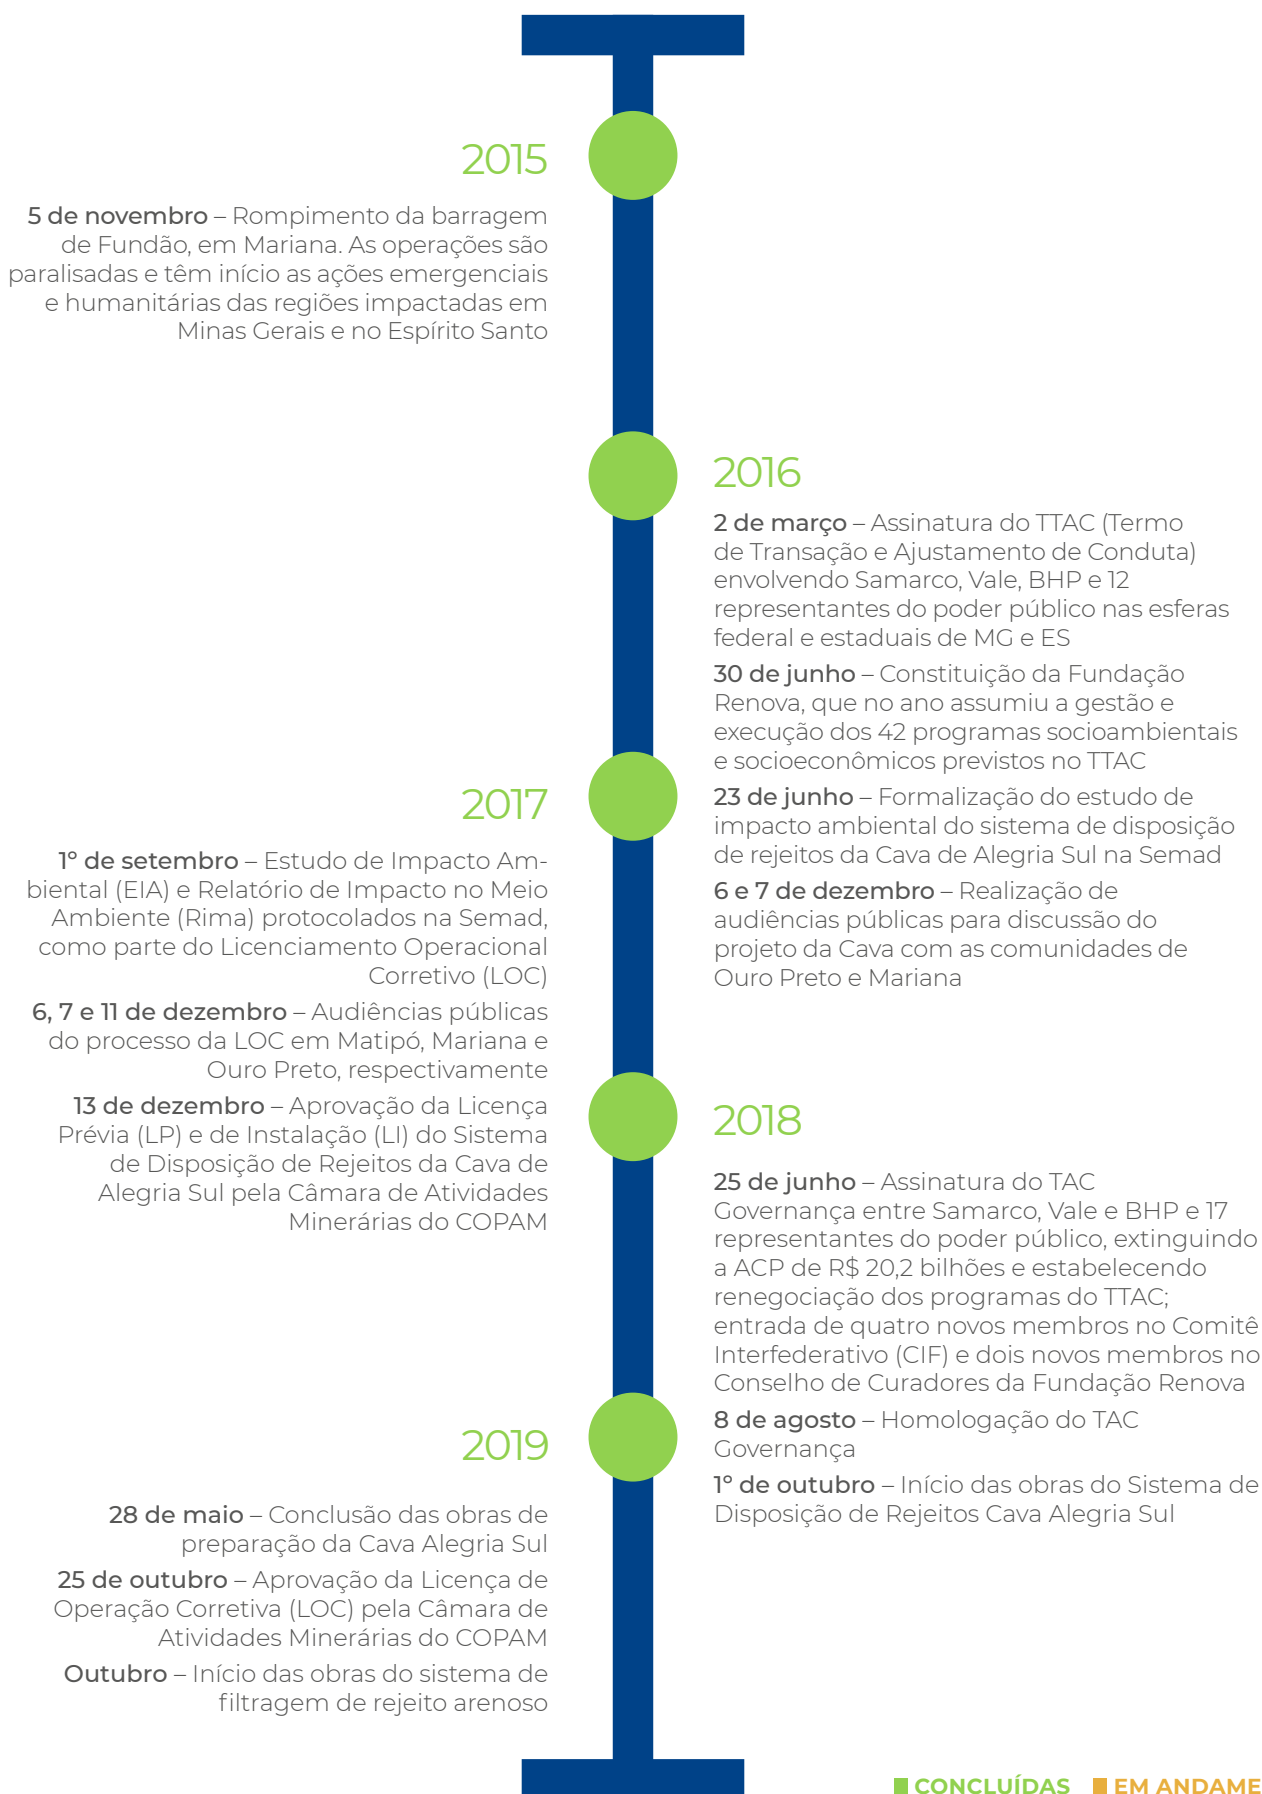 2015
5 de novembro – Rompimento da barragem
de Fundão, em Mariana. As operações são
paralisadas e têm início as ações emergenciais
e humanitárias das regiões impactadas em
Minas Gerais e no Espírito Santo
2016
2 de março – Assinatura do TTAC (Termo
de Transação e Ajustamento de Conduta)
envolvendo Samarco, Vale, BHP e 12
representantes do poder público nas esferas
federal e estaduais de MG e ES
30 de junho – Constituição da Fundação
Renova, que no ano assumiu a gestão e
execução dos 42 programas socioambientais
e socioeconômicos previstos no TTAC
23 de junho – Formalização do estudo de
impacto ambiental do sistema de disposição
de rejeitos da Cava de Alegria Sul na Semad
6 e 7 de dezembro – Realização de
audiências públicas para discussão do
projeto da Cava com as comunidades de
Ouro Preto e Mariana
2017
1º de setembro – Estudo de Impacto Am-
biental (EIA) e Relatório de Impacto no Meio
Ambiente (Rima) protocolados na Semad,
como parte do Licenciamento Operacional
Corretivo (LOC)
6, 7 e 11 de dezembro – Audiências públicas
do processo da LOC em Matipó, Mariana e
Ouro Preto, respectivamente
13 de dezembro – Aprovação da Licença
Prévia (LP) e de Instalação (LI) do Sistema
de Disposição de Rejeitos da Cava de
Alegria Sul pela Câmara de Atividades
Minerárias do COPAM
2018
25 de junho – Assinatura do TAC
Governança entre Samarco, Vale e BHP e 17
representantes do poder público, extinguindo
a ACP de R$ 20,2 bilhões e estabelecendo
renegociação dos programas do TTAC;
entrada de quatro novos membros no Comitê
Interfederativo (CIF) e dois novos membros no
Conselho de Curadores da Fundação Renova
8 de agosto – Homologação do TAC
Governança
1º de outubro – Início das obras do Sistema de
Disposição de Rejeitos Cava Alegria Sul
2019
28 de maio – Conclusão das obras de
preparação da Cava Alegria Sul
25 de outubro – Aprovação da Licença de
Operação Corretiva (LOC) pela Câmara de
Atividades Minerárias do COPAM
Outubro – Início das obras do sistema de
filtragem de rejeito arenoso
CONCLUÍDAS EM ANDAME